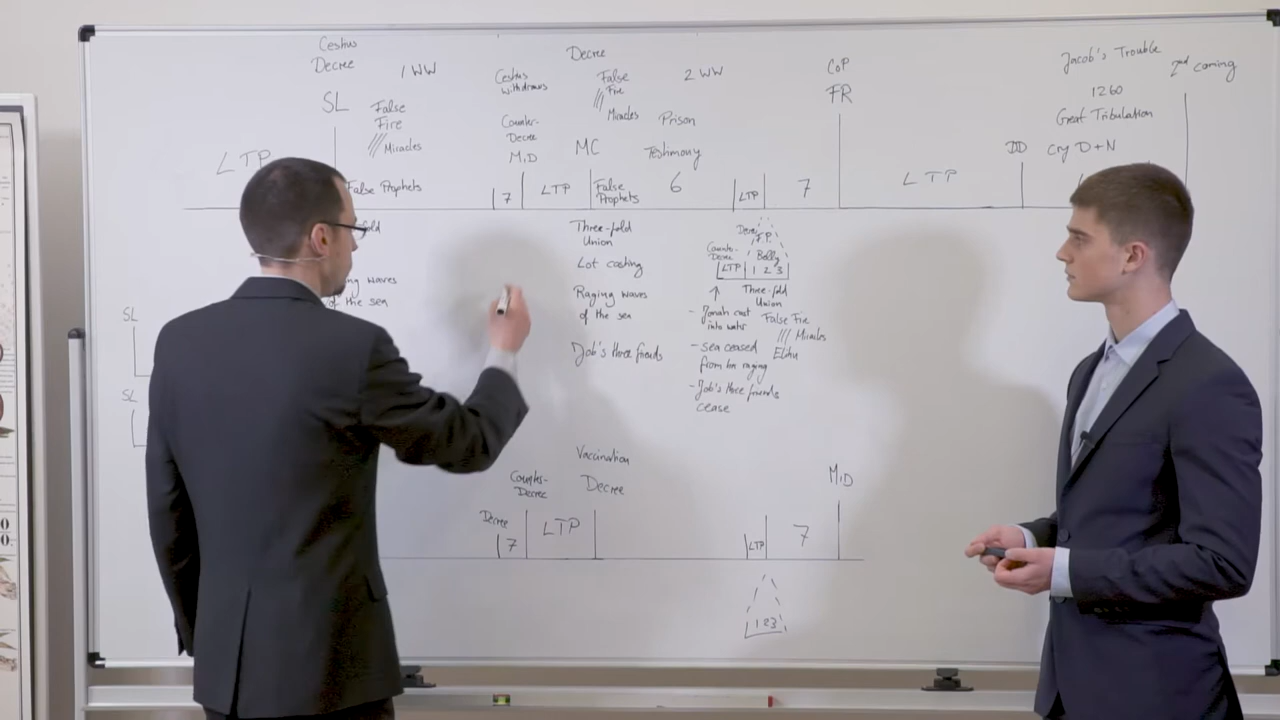 Cestius
Decree
1 WW
SL
False
Fire
/// Miracles
LTP
False Prophets
Cestius
withdraws
Counter-
Decree
MiD
7
LTP
Decree
MC
False
Fire
/// Miracles
False
Prophets
2 WW
Prison
Testimony
6
LTP
7
CoP
FR
LTP
DD
Jacob's Trouble
1260
Great Tribulation
Cry D+N
2nd coming
waves
of the sea
Three-fold
Union
Lot casting
Raging waves
of the sea
Job's three friends
F.P.
Counter-
Decree
Belly
LTP
1 2 3
Three-fold
Union
- Jonah cast
into water
False Fire
/// Miracles
- sea ceased
from her raging
Elihu
- Job's three friends
cease
SL
SL
Counter-
Decree
Vaccination
Decree
MiD
Decree
7
LTP
LTP
7
1 2 3